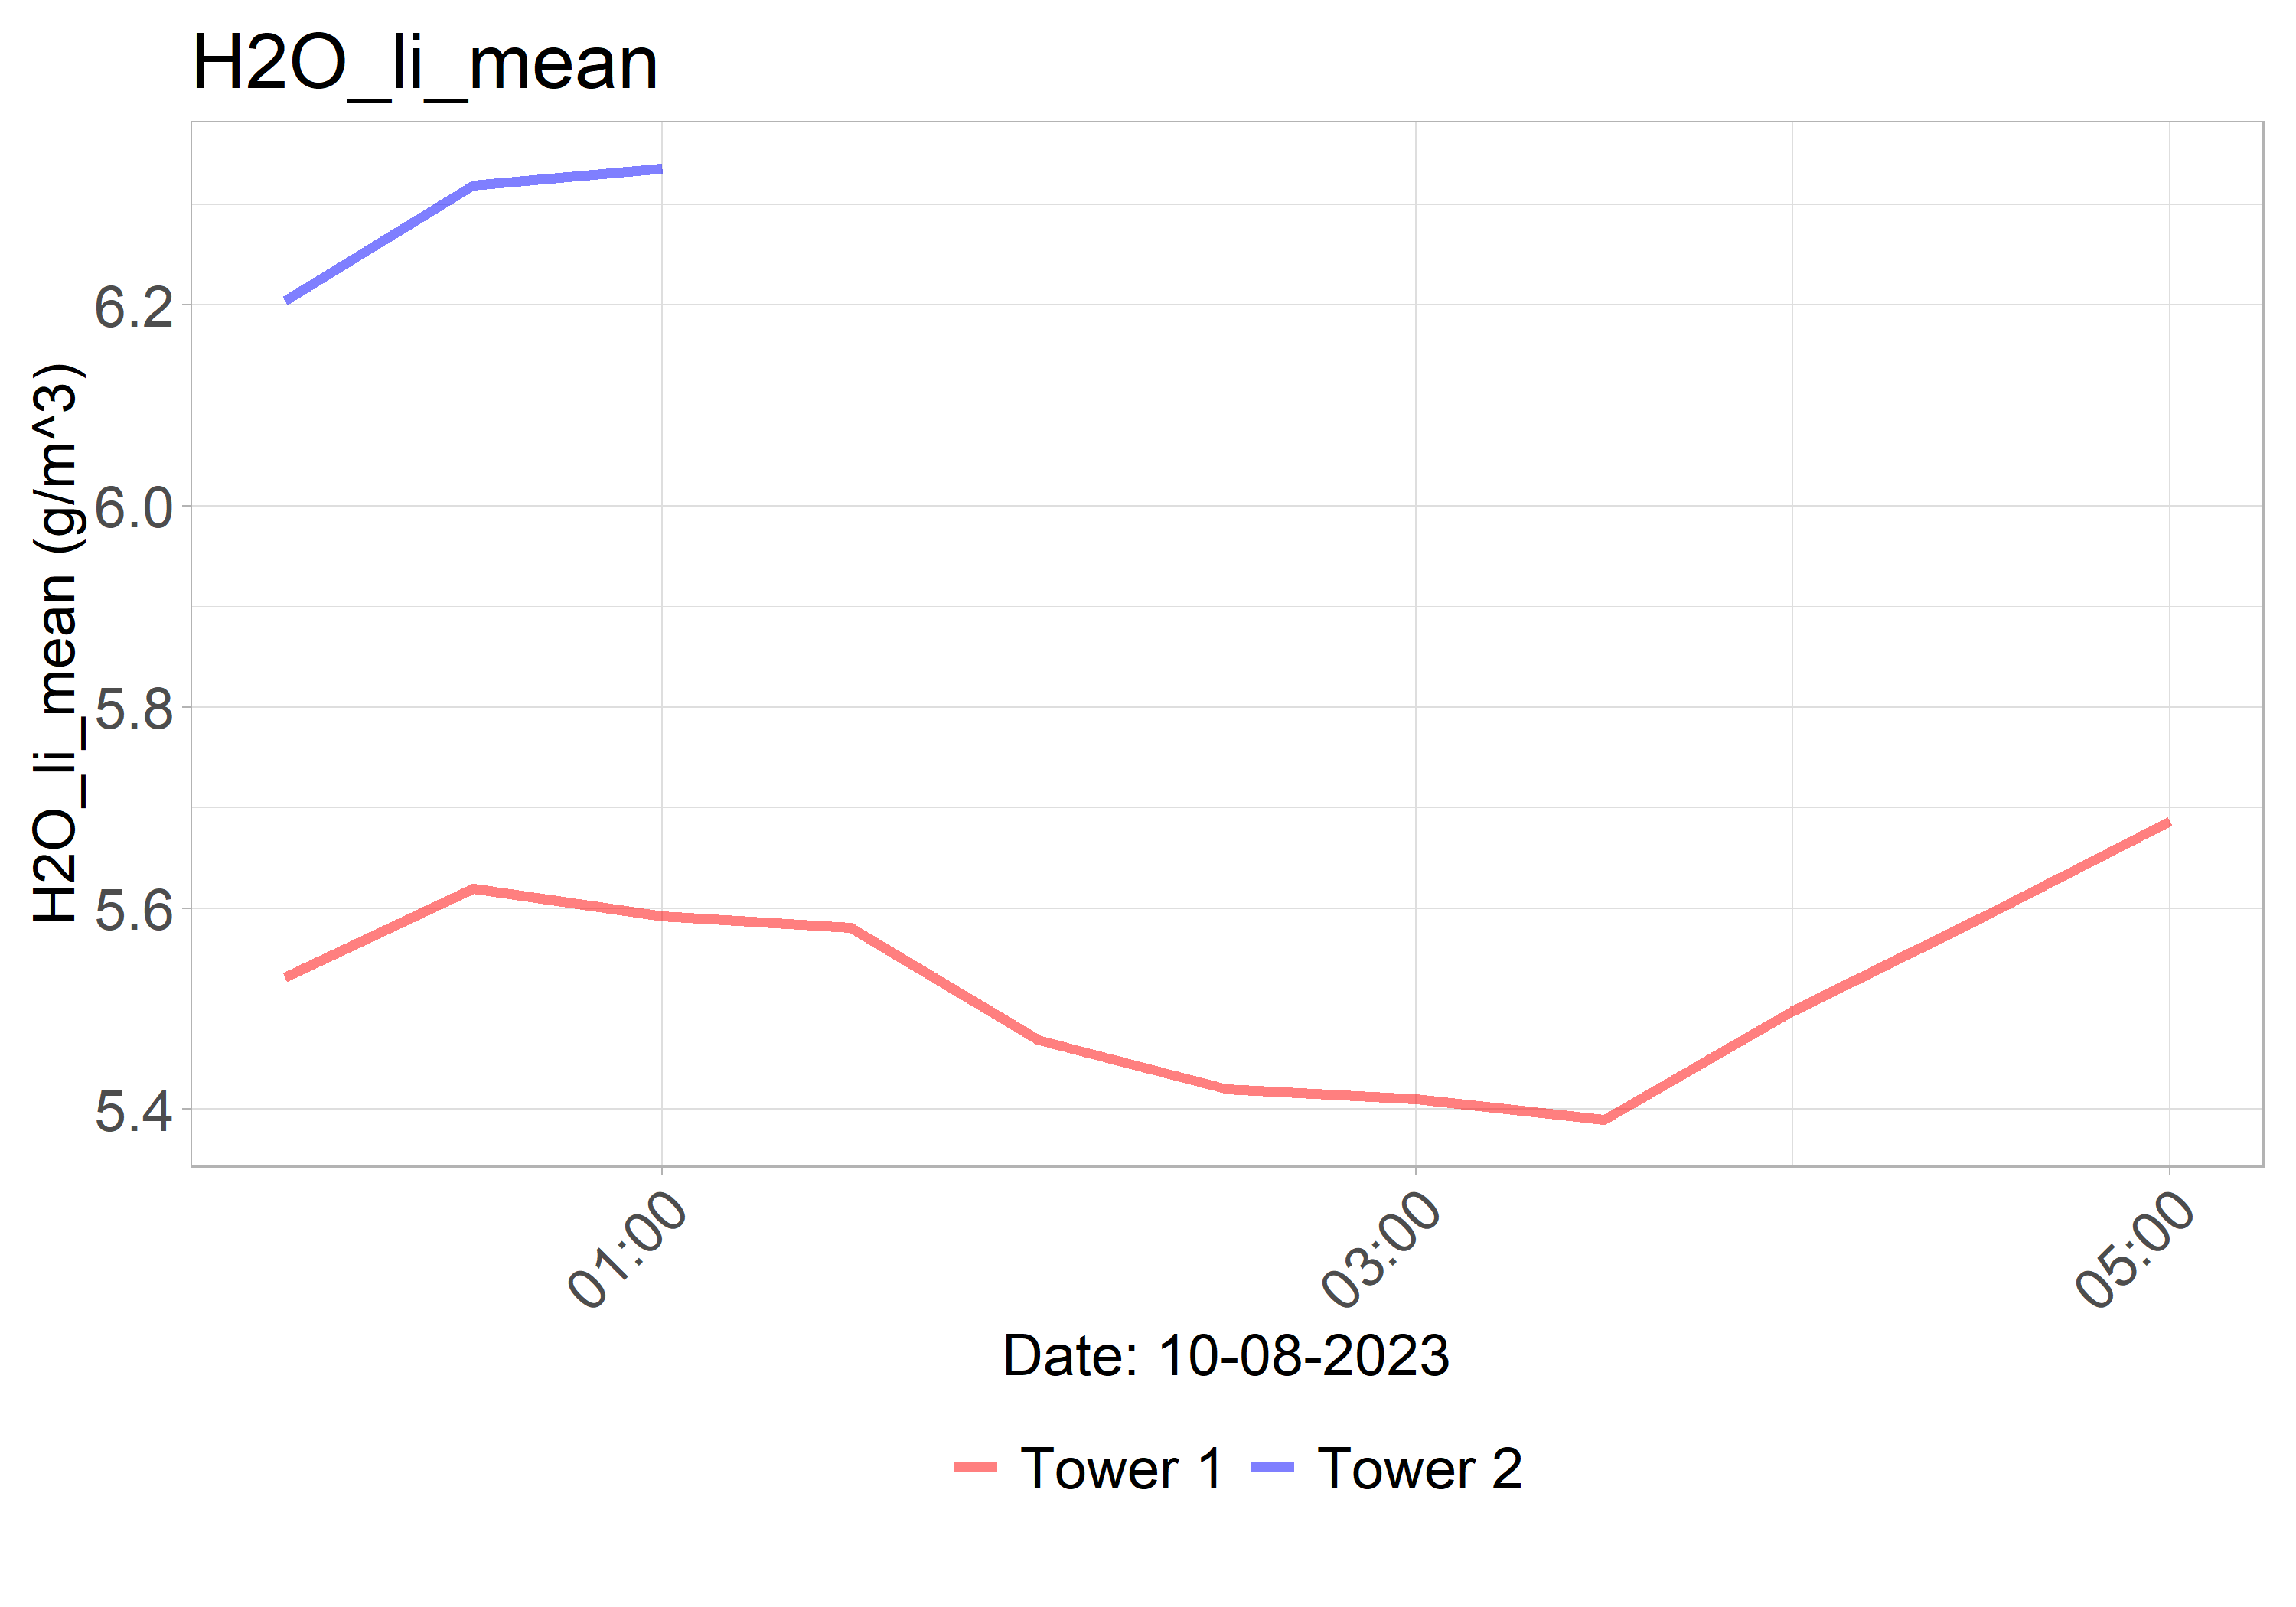 H2O_li_mean
H2O_li_mean (g/m^3)
6.2
6.0
5.8
5.6
5.4
01:00
03:00
05:00
Date: 10-08-2023
Tower 1
Tower 2